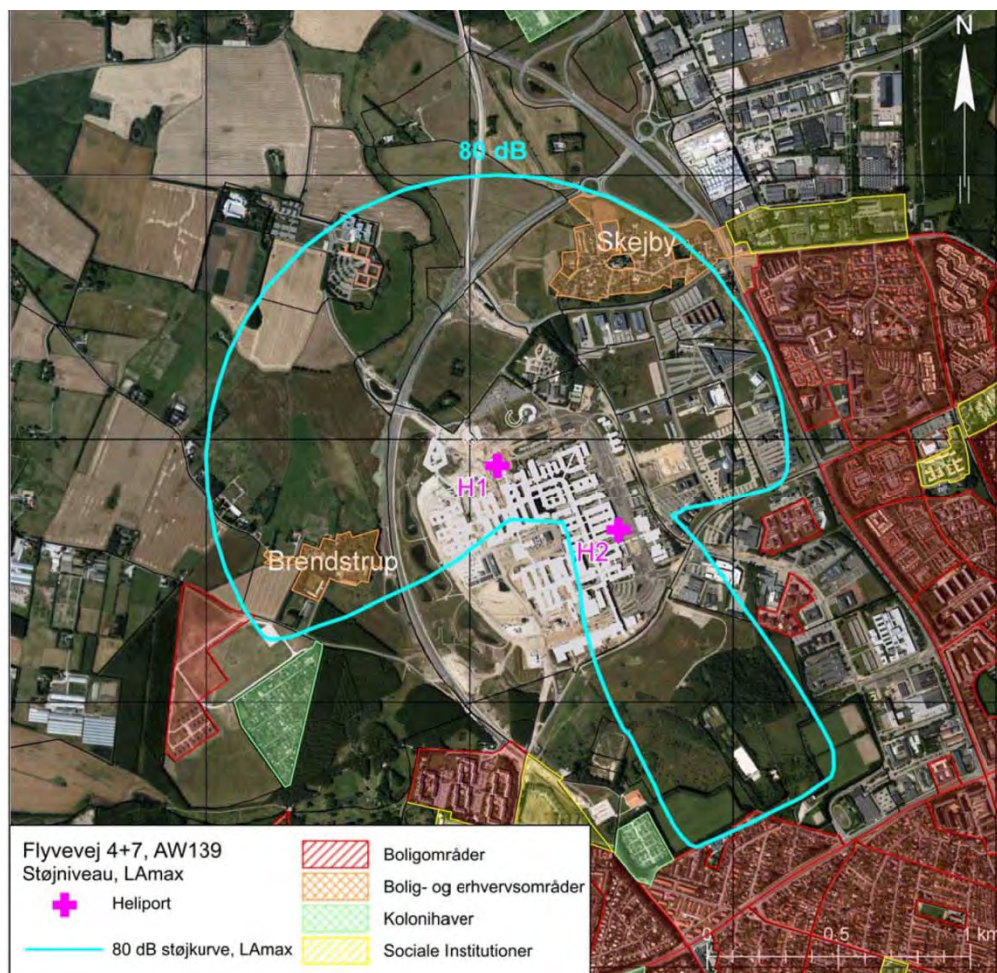 N
80 dB
Skejby
H1
H2
Brendstrup
Flyvevej 4+7, AW139
Støjniveau, LAmax
Heliport
80 dB støjkurve, LAmax
Boligområder
Bolig- og erhvervsområder
Kolonihaver
Sociale Institutioner
0 0.5 1 km